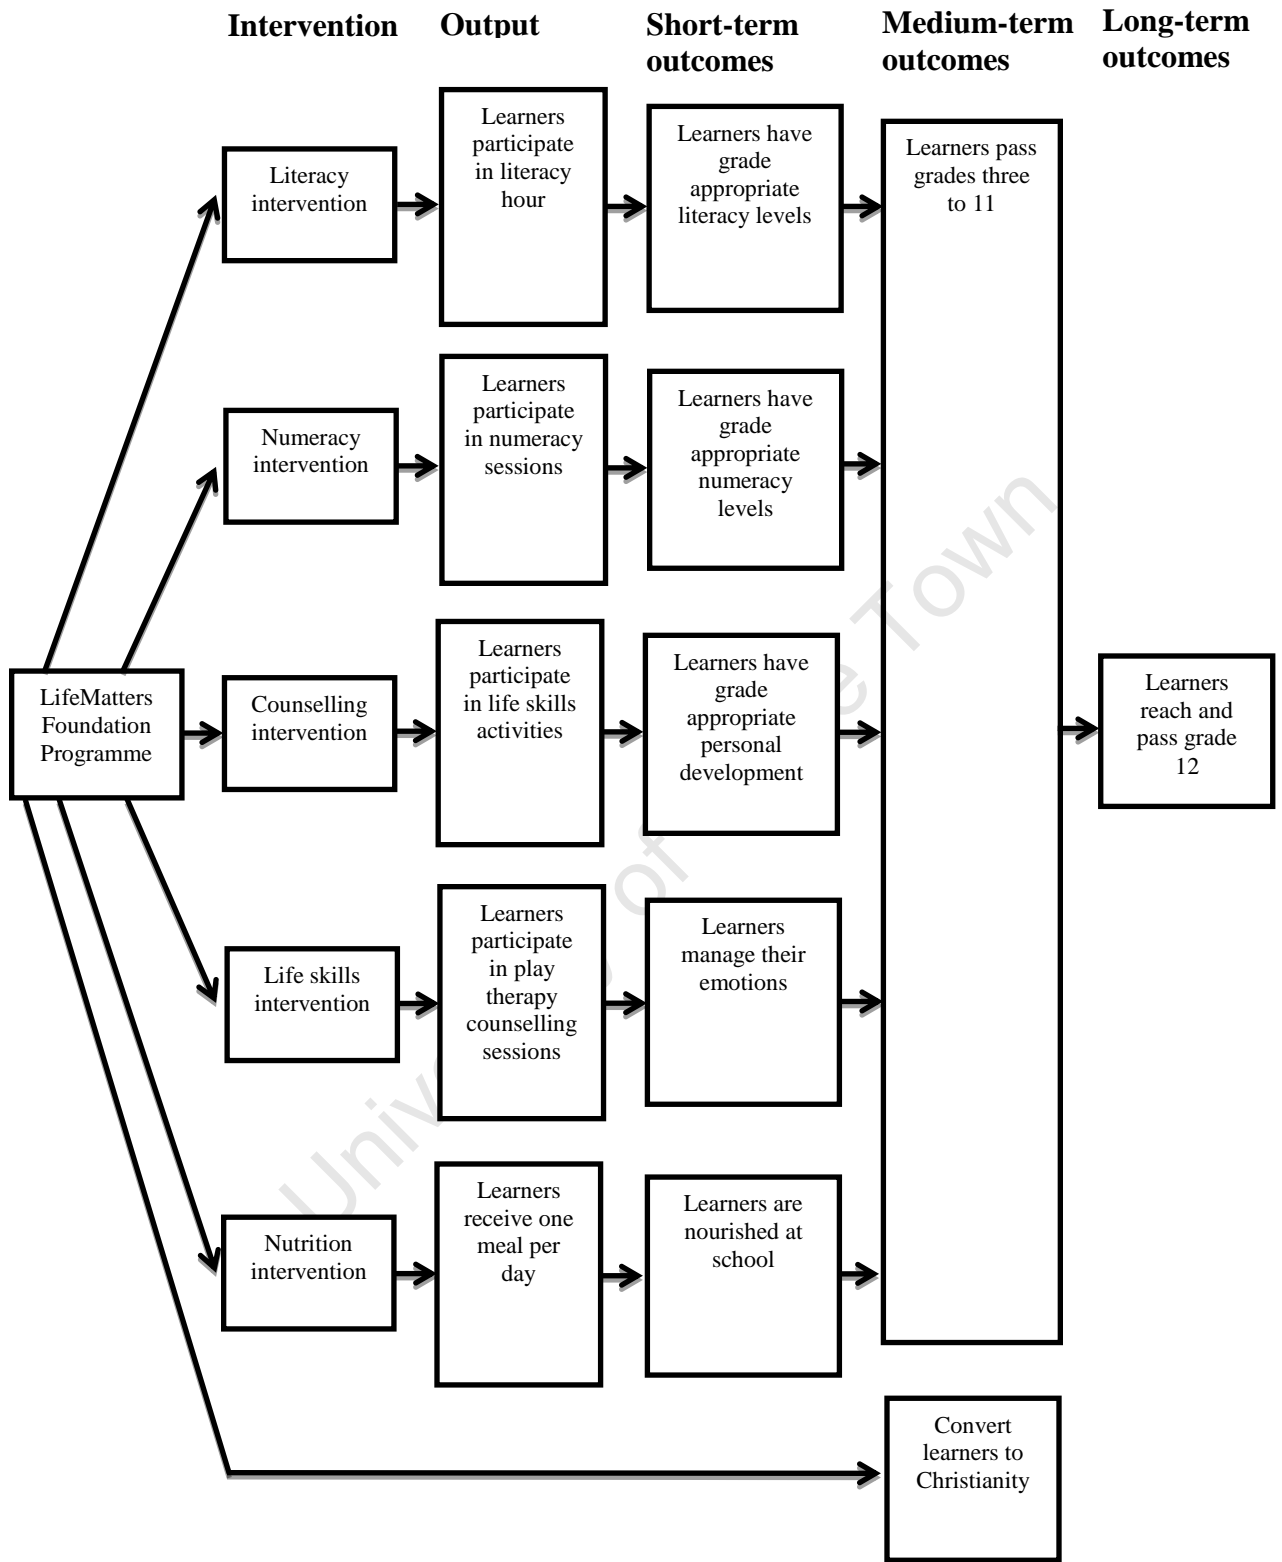 Intervention
Output
Short-term
outcomes
Medium-term
outcomes
Long-term
outcomes
Literacy
intervention
Learners
participate
in literacy
hour
Learners have
grade
appropriate
literacy levels
Learners pass
grades three
to 11
Numeracy
intervention
Learners
participate
in numeracy
sessions
Learners have
grade
appropriate
numeracy
levels
LifeMatters
Foundation
Programme
Counselling
intervention
Learners
participate
in life skills
activities
Learners have
grade
appropriate
personal
development
Learners
reach and
pass grade
12
Life skills
intervention
Learners
participate
in play
therapy
counselling
sessions
Learners
manage their
emotions
Nutrition
intervention
Learners
receive one
meal per
day
Learners are
nourished at
school
Convert
learners to
Christianity
of Town